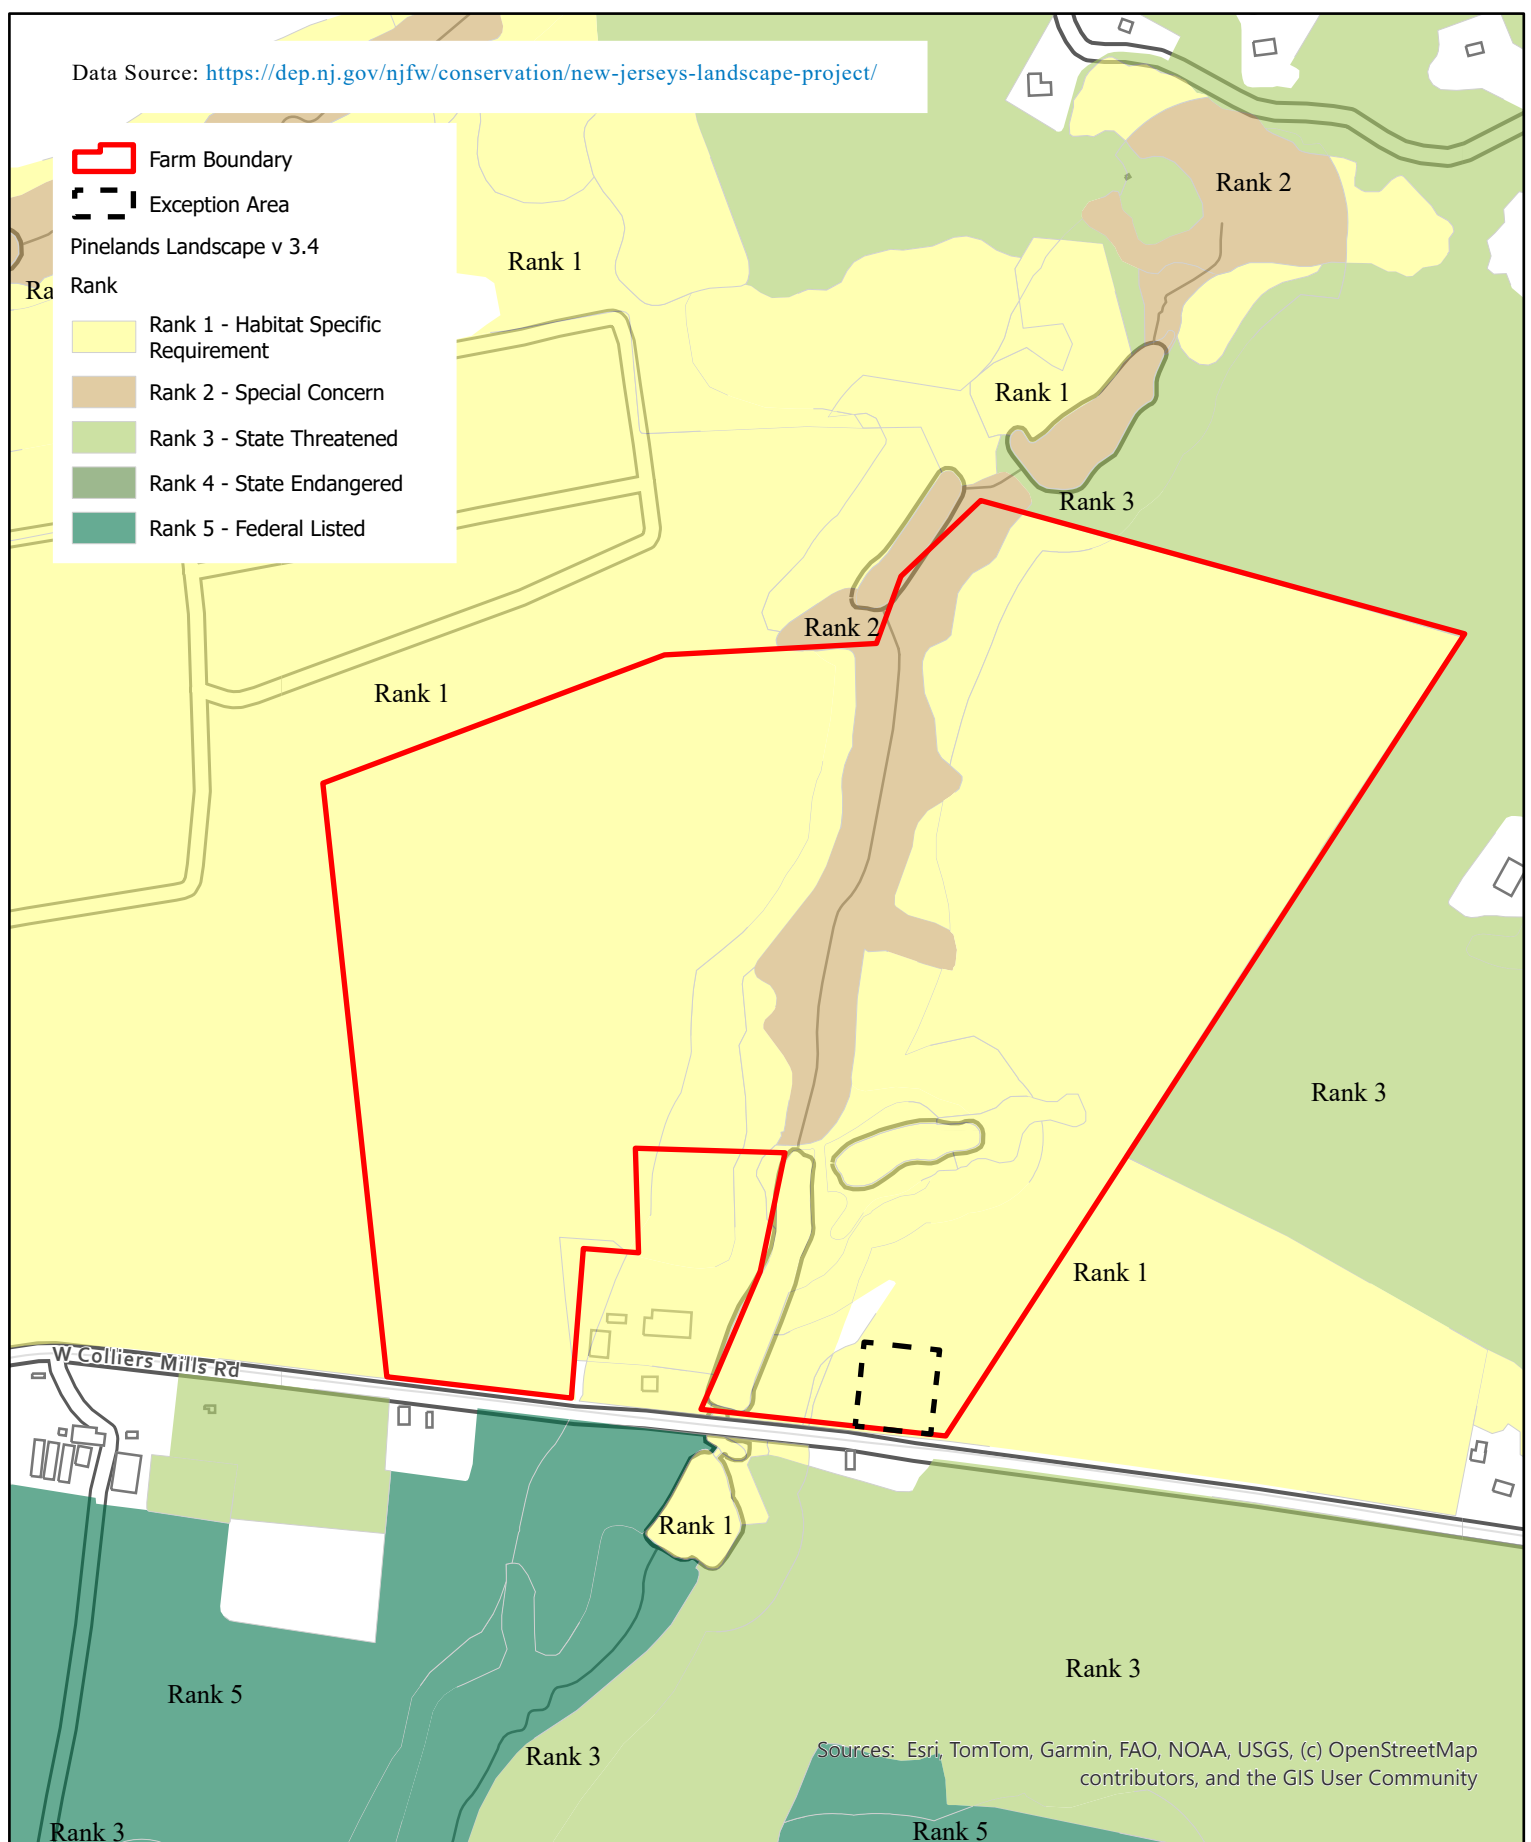 Data Source: https://dep.nj.gov/njfw/conservation/new-jerseys-landscape-project/
Farm Boundary
Exception Area
Pinelands Landscape v 3.4
Rank
Rank 1 - Habitat Specific
Requirement
Rank 2 - Special Concern
Rank 3 - State Threatened
Rank 4 - State Endangered
Rank 5 - Federal Listed
Rank 2
Rank 1
Ra
Rank 1
Rank 3
Rank 2
Rank 1
Rank 3
Rank 1
W Colliers Mills Rd
Rank 1
Rank 3
Rank 5
Rank 3
Sources: Esri, TomTom, Garmin, FAO, NOAA, USGS, (c) OpenStreetMap
contributors, and the GIS User Community
Rank 3
Rank 5